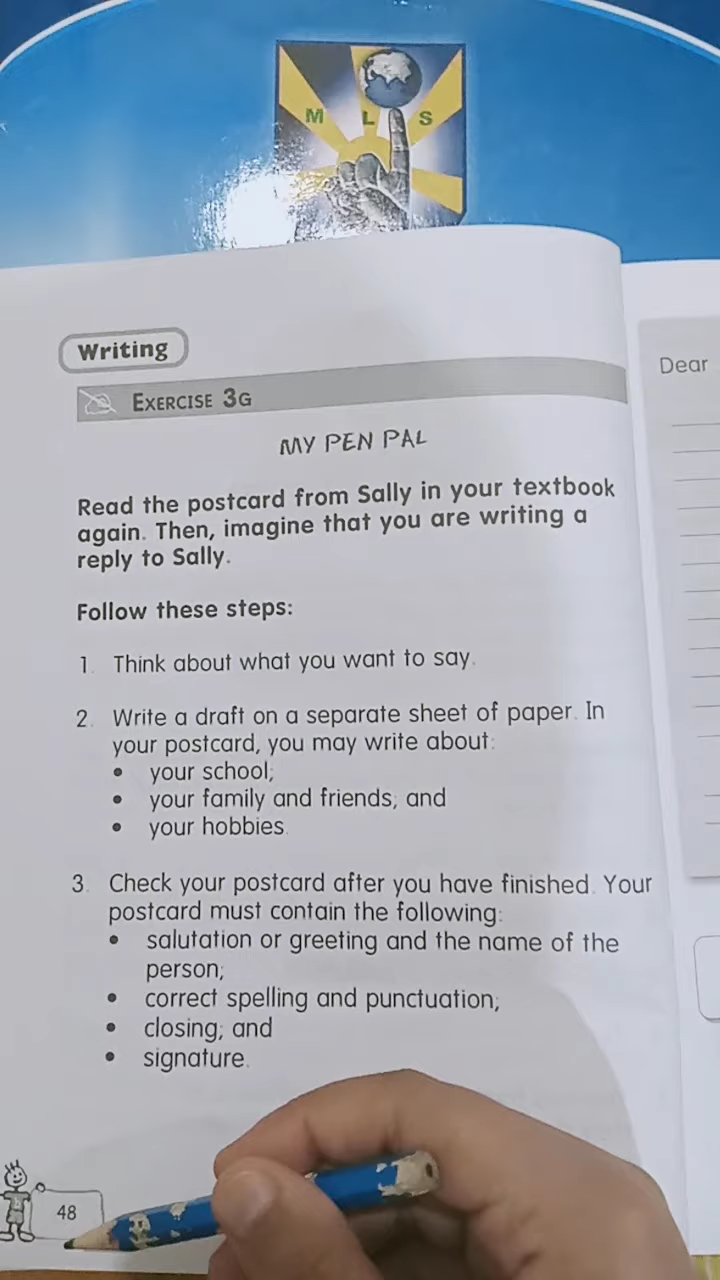 M L S
Writing
EXERCISE 3G
MY PEN PAL
Read the postcard from Sally in your textbook
again. Then, imagine that you are writing a
reply to Sally.
Follow these steps:
1. Think about what you want to say.
2. Write a draft on a separate sheet of paper. In
your postcard, you may write about:
• your school;
• your family and friends; and
• your hobbies.
3. Check your postcard after you have finished. Your
postcard must contain the following:
• salutation or greeting and the name of the
person;
• correct spelling and punctuation;
• closing; and
• signature.
48
Dear